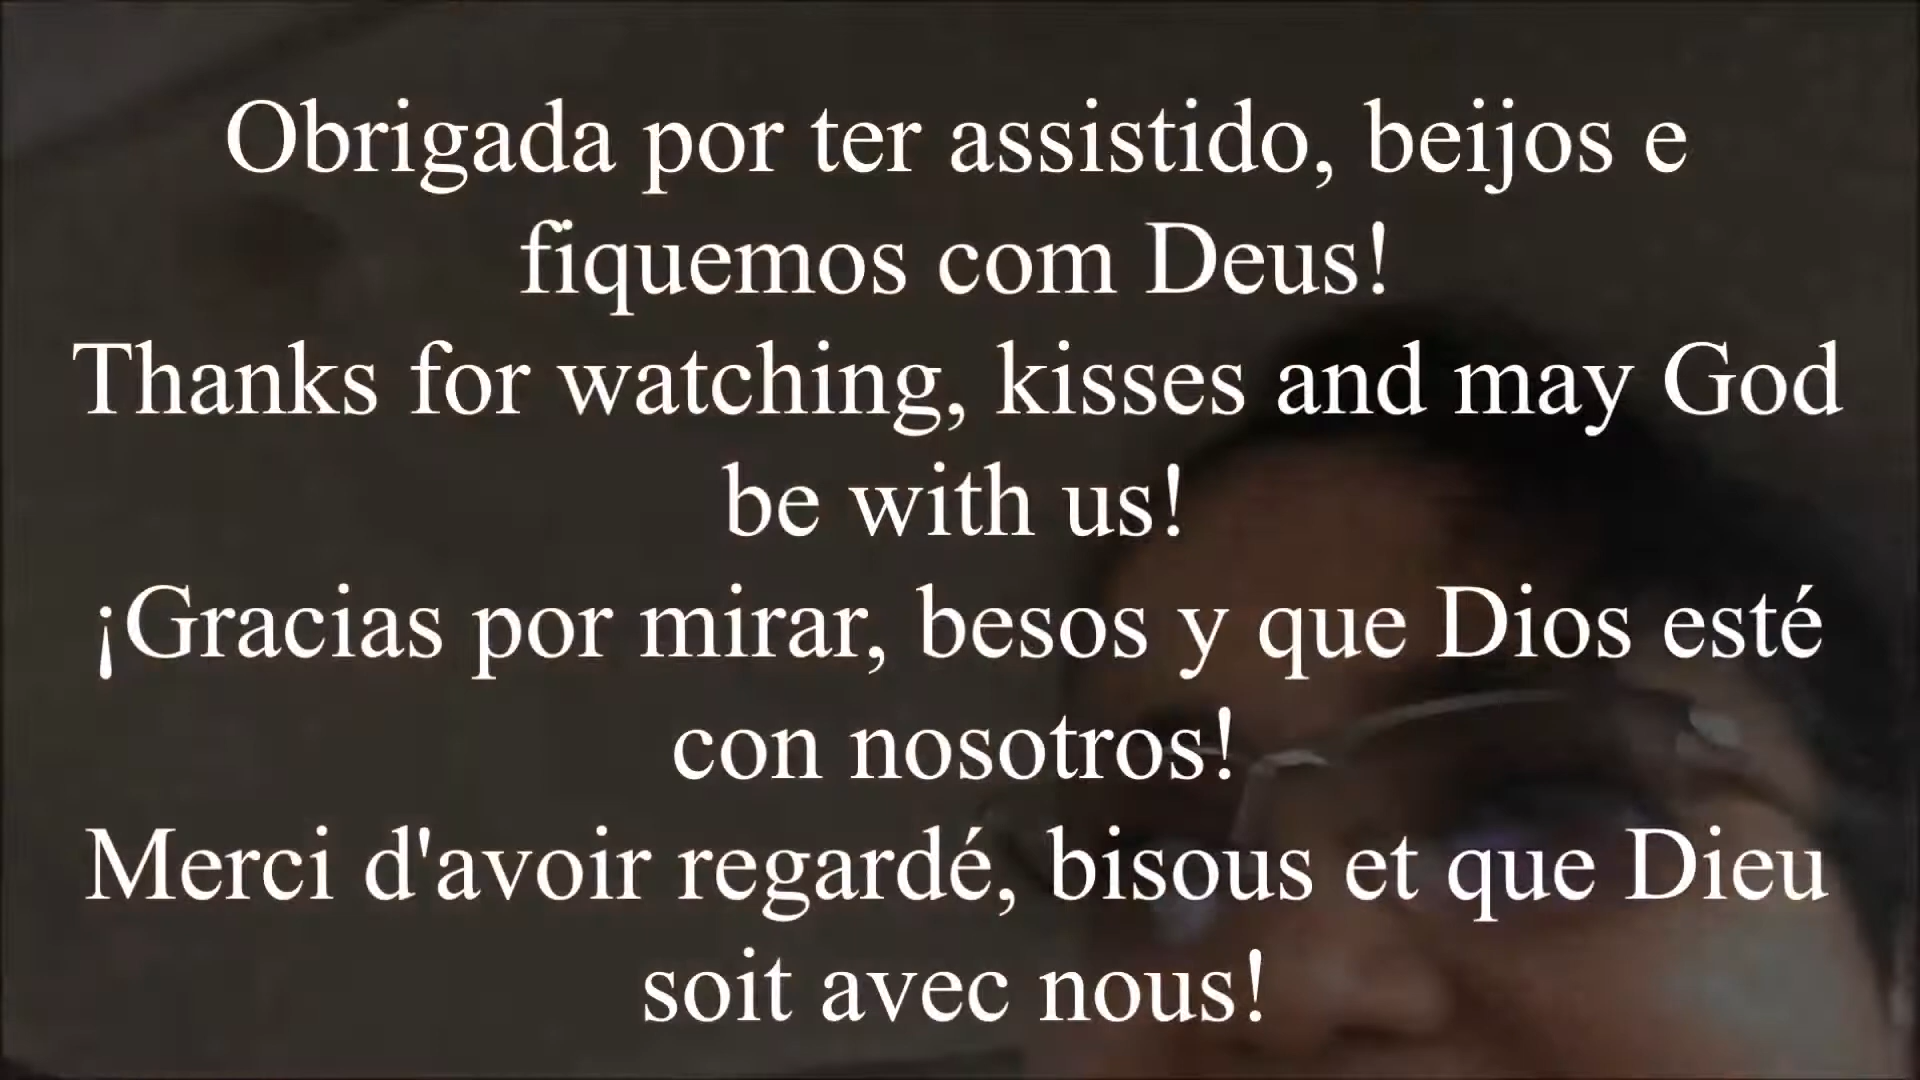 Obrigada por ter assistido, beijos e
fiquemos com Deus!
Thanks for watching, kisses and may God
be with us!
¡Gracias por mirar, besos y que Dios esté
con nosotros!
Merci d'avoir regardé, bisous et que Dieu
soit avec nous!